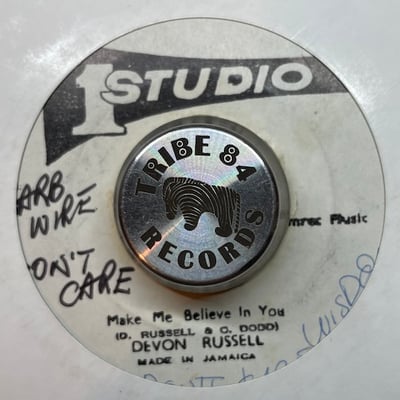 1 STUDIO
TRIBE 84
RECORDS
ARB
WIRE
ON'T
CARE
Music
Make Me Believe In You
(D. RUSSELL & C. DODD)
DEVON RUSSELL
MADE IN JAMAICA